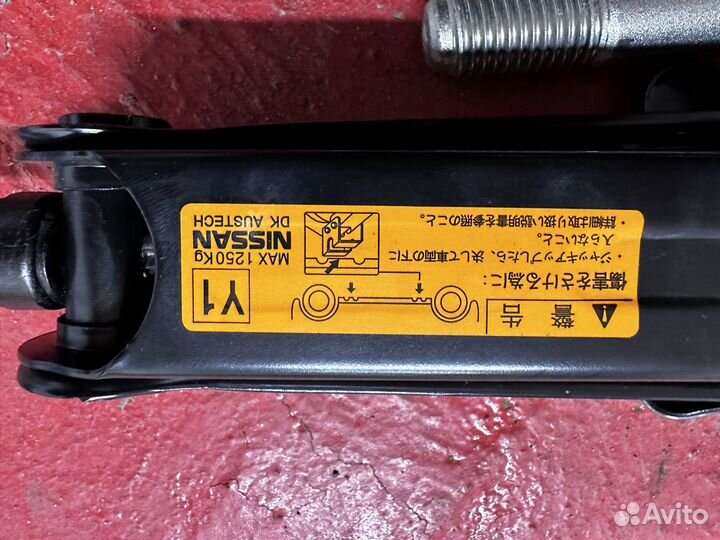 警告
傷害をさける為に:
・ジャッキアップしたら、決して車両の下に
入らないこと。
・詳細は取り扱い説明書を参照のこと。
Y1
MAX 1250Kg
NISSAN
DK AUSTECH
Avito